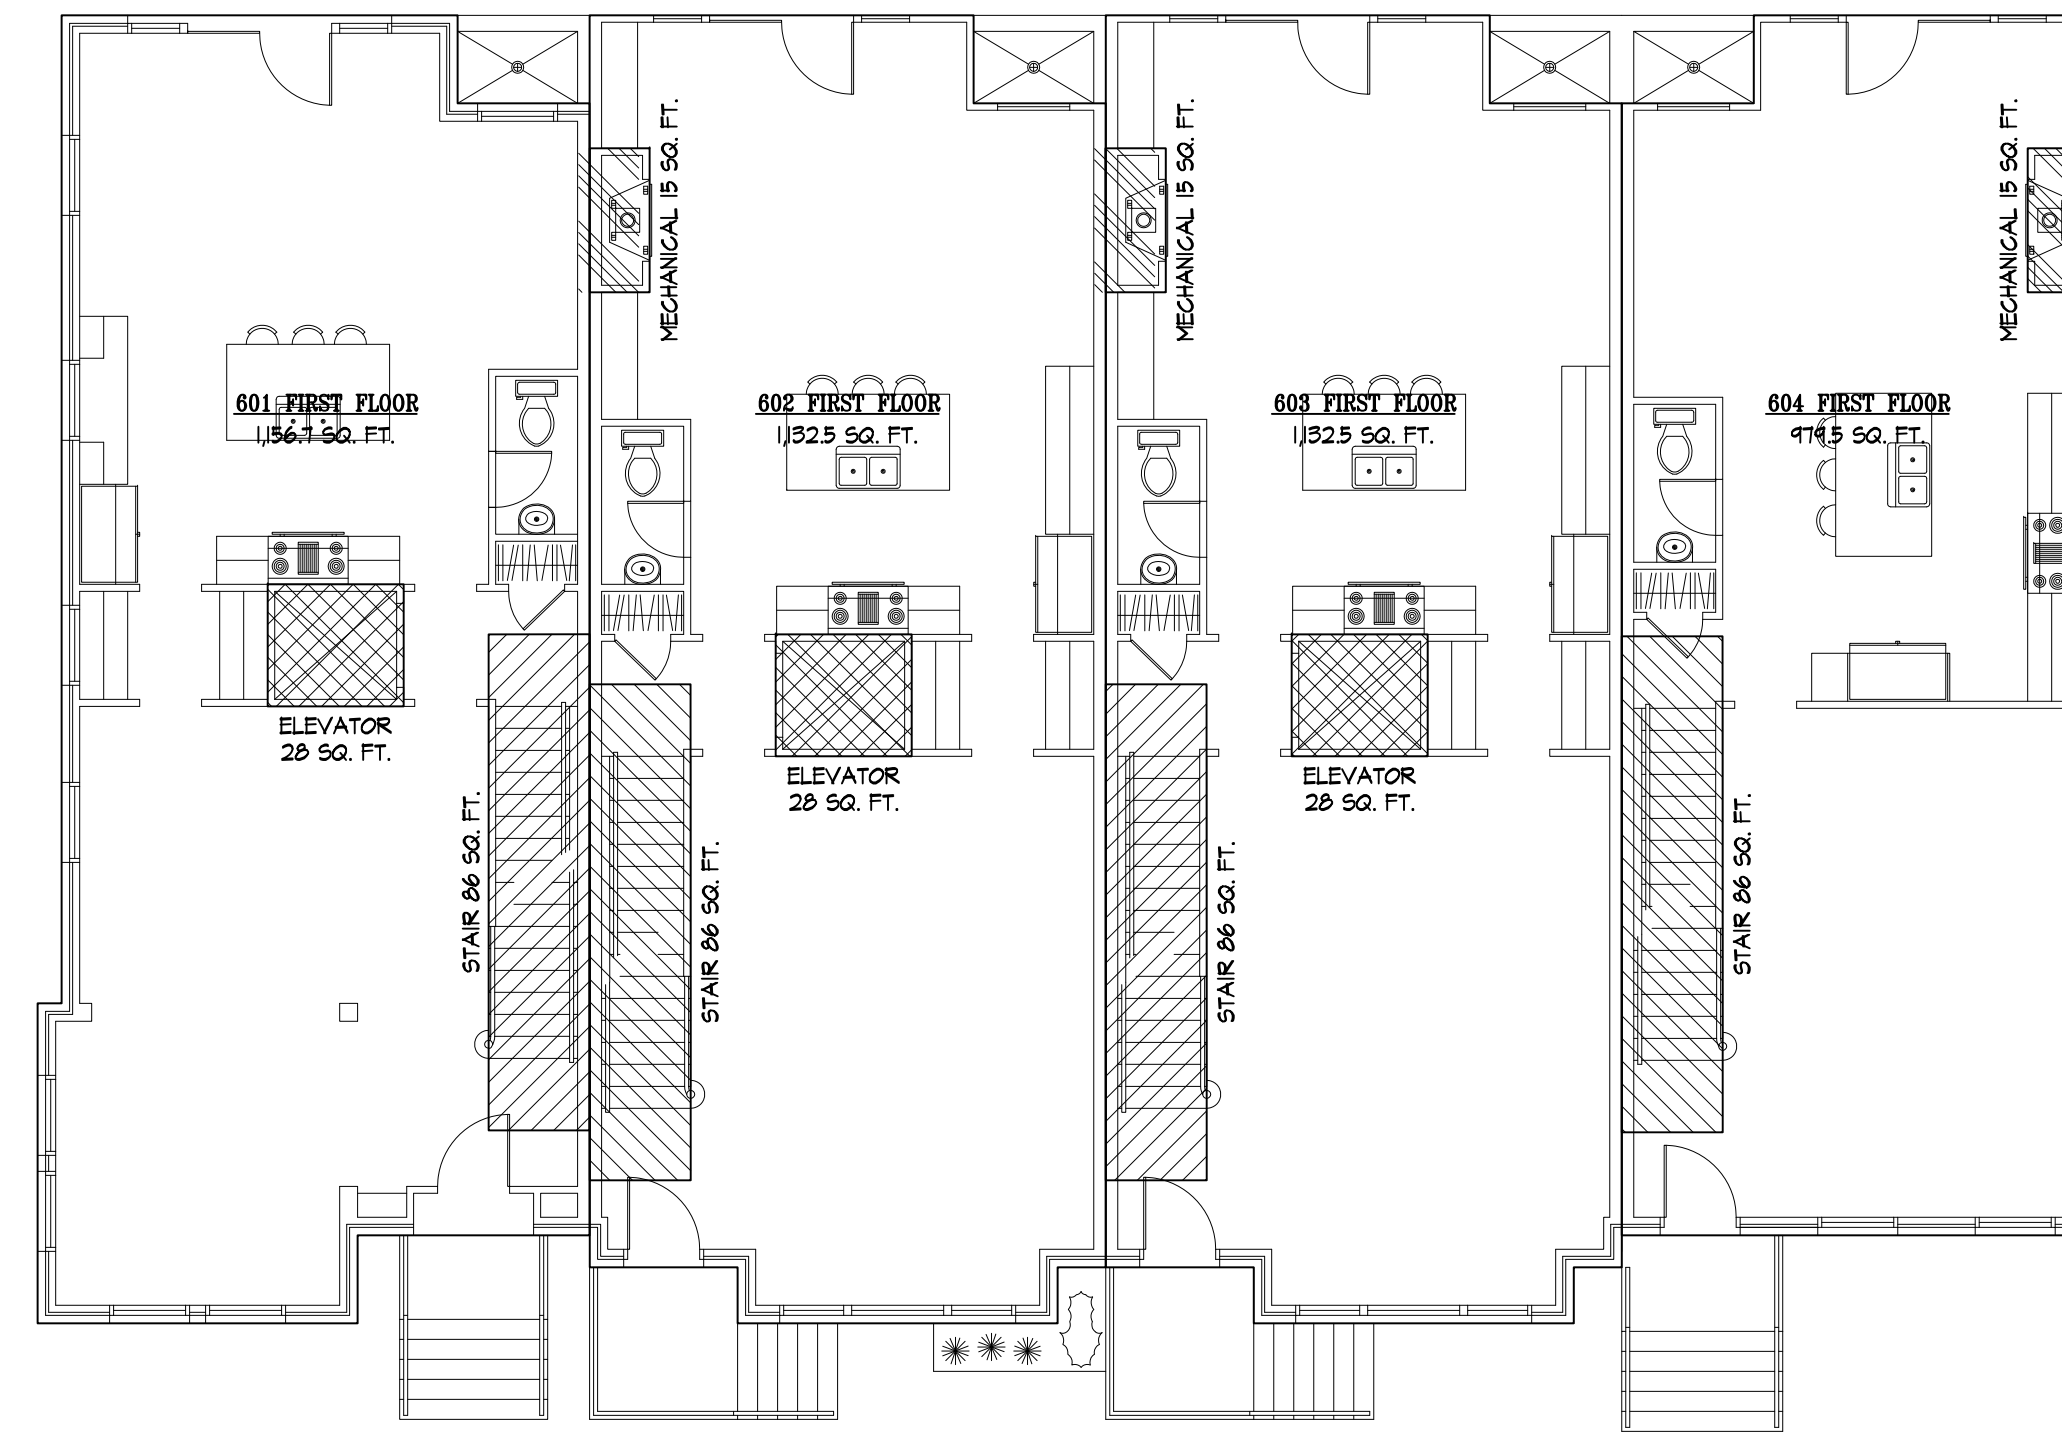 MECHANICAL 15 SQ. FT.
MECHANICAL 15 SQ. FT.
MECHANICAL 15 SQ. FT.
601 FIRST FLOOR
1,156.7 SQ. FT.
602 FIRST FLOOR
1,132.5 SQ. FT.
603 FIRST FLOOR
1,132.5 SQ. FT.
604 FIRST FLOOR
979.5 SQ. FT.
ELEVATOR
28 SQ. FT.
ELEVATOR
28 SQ. FT.
ELEVATOR
28 SQ. FT.
STAIR 86 SQ. FT.
STAIR 86 SQ. FT.
STAIR 86 SQ. FT.
STAIR 86 SQ. FT.